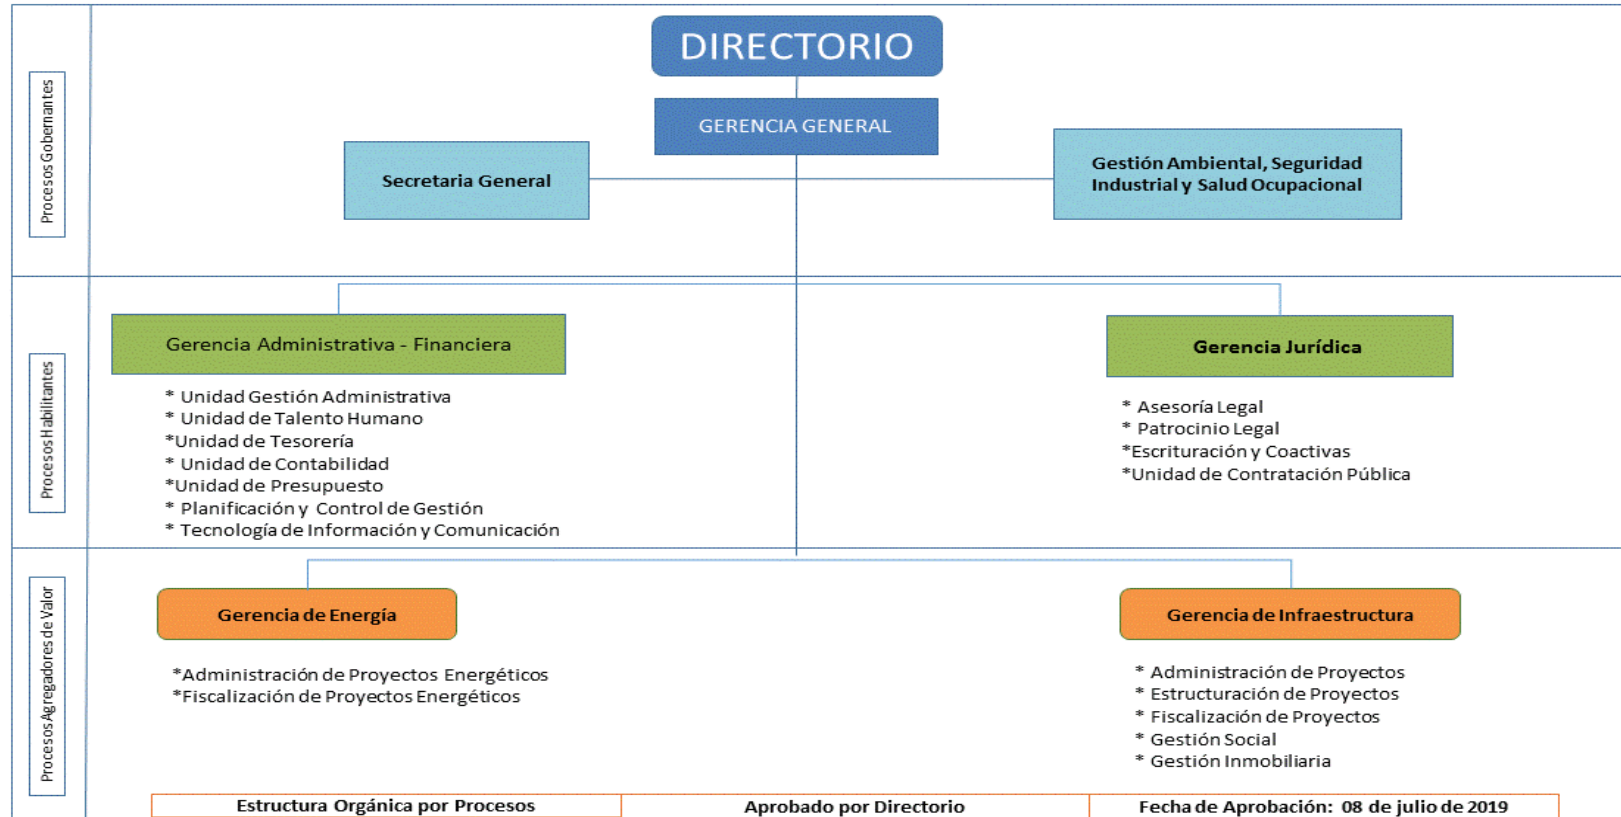 DIRECTORIO
GERENCIA GENERAL
Procesos Gobernantes
Secretaria General
Gestión Ambiental, Seguridad
Industrial y Salud Ocupacional
Procesos Habilitantes
Gerencia Administrativa - Financiera
* Unidad Gestión Administrativa
* Unidad de Talento Humano
*Unidad de Tesorería
* Unidad de Contabilidad
*Unidad de Presupuesto
* Planificación y Control de Gestión
* Tecnología de Información y Comunicación
Gerencia Jurídica
* Asesoría Legal
* Patrocinio Legal
*Escrituración y Coactivas
*Unidad de Contratación Pública
Procesos Agregadores de Valor
Gerencia de Energía
*Administración de Proyectos Energéticos
*Fiscalización de Proyectos Energéticos
Gerencia de Infraestructura
* Administración de Proyectos
* Estructuración de Proyectos
* Fiscalización de Proyectos
* Gestión Social
* Gestión Inmobiliaria
Estructura Orgánica por Procesos
Aprobado por Directorio
Fecha de Aprobación: 08 de julio de 2019